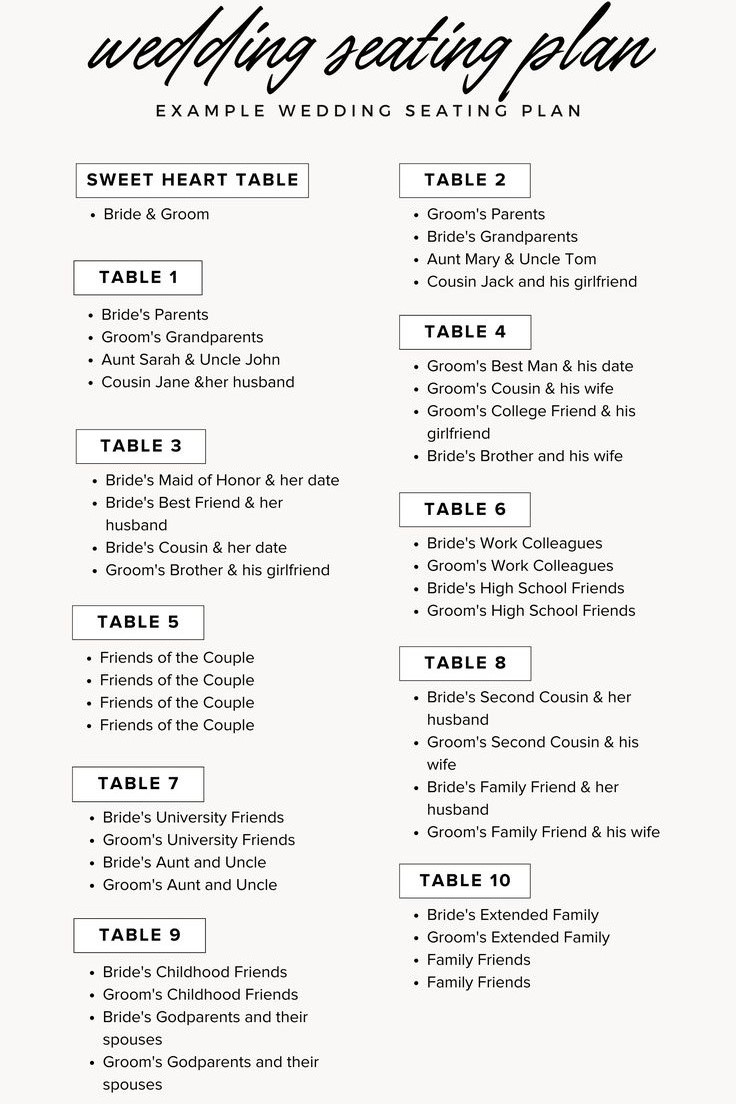 wedding seating plan
EXAMPLE WEDDING SEATING PLAN
SWEET HEART TABLE
• Bride & Groom
TABLE 1
• Bride's Parents
• Groom's Grandparents
• Aunt Sarah & Uncle John
• Cousin Jane &her husband
TABLE 2
• Groom's Parents
• Bride's Grandparents
• Aunt Mary & Uncle Tom
• Cousin Jack and his girlfriend
TABLE 3
• Bride's Maid of Honor & her date
• Bride's Best Friend & her
husband
• Bride's Cousin & her date
• Groom's Brother & his girlfriend
TABLE 4
• Groom's Best Man & his date
• Groom's Cousin & his wife
• Groom's College Friend & his
girlfriend
• Bride's Brother and his wife
TABLE 5
• Friends of the Couple
• Friends of the Couple
• Friends of the Couple
• Friends of the Couple
TABLE 6
• Bride's Work Colleagues
• Groom's Work Colleagues
• Bride's High School Friends
• Groom's High School Friends
TABLE 7
• Bride's University Friends
• Groom's University Friends
• Bride's Aunt and Uncle
• Groom's Aunt and Uncle
TABLE 8
• Bride's Second Cousin & her
husband
• Groom's Second Cousin & his
wife
• Bride's Family Friend & her
husband
• Groom's Family Friend & his wife
TABLE 9
• Bride's Childhood Friends
• Groom's Childhood Friends
• Bride's Godparents and their
spouses
• Groom's Godparents and their
spouses
TABLE 10
• Bride's Extended Family
• Groom's Extended Family
• Family Friends
• Family Friends